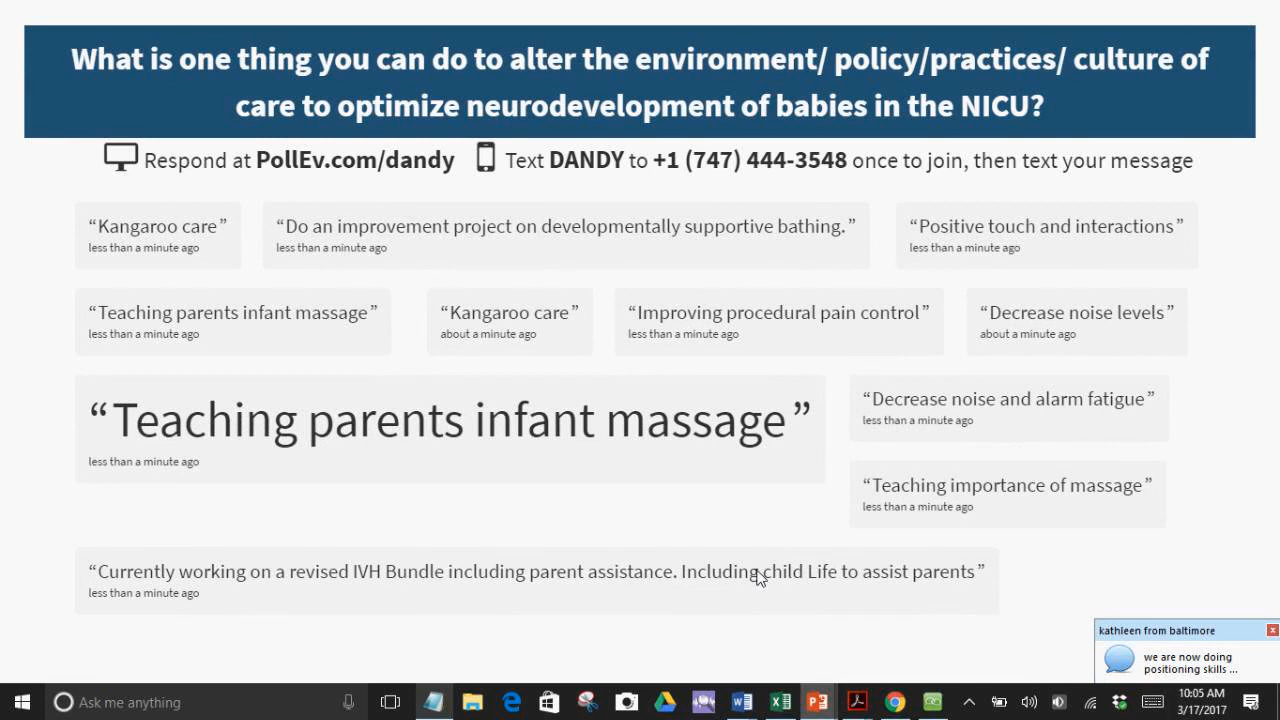 What is one thing you can do to alter the environment/ policy/practices/ culture of
care to optimize neurodevelopment of babies in the NICU?
Respond at PollEv.com/dandy Text DANDY to +1 (747) 444-3548 once to join, then text your message
“Kangaroo care”
less than a minute ago
“Do an improvement project on developmentally supportive bathing.”
less than a minute ago
“Positive touch and interactions”
less than a minute ago
“Teaching parents infant massage”
less than a minute ago
“Kangaroo care”
about a minute ago
“Improving procedural pain control”
less than a minute ago
“Decrease noise levels”
about a minute ago
“Teaching parents infant massage”
less than a minute ago
“Decrease noise and alarm fatigue”
less than a minute ago
“Teaching importance of massage”
less than a minute ago
“Currently working on a revised IVH Bundle including parent assistance. Including child Life to assist parents”
less than a minute ago
kathleen from baltimore
we are now doing
positioning skills ...
Ask me anything
10:05 AM
3/17/2017